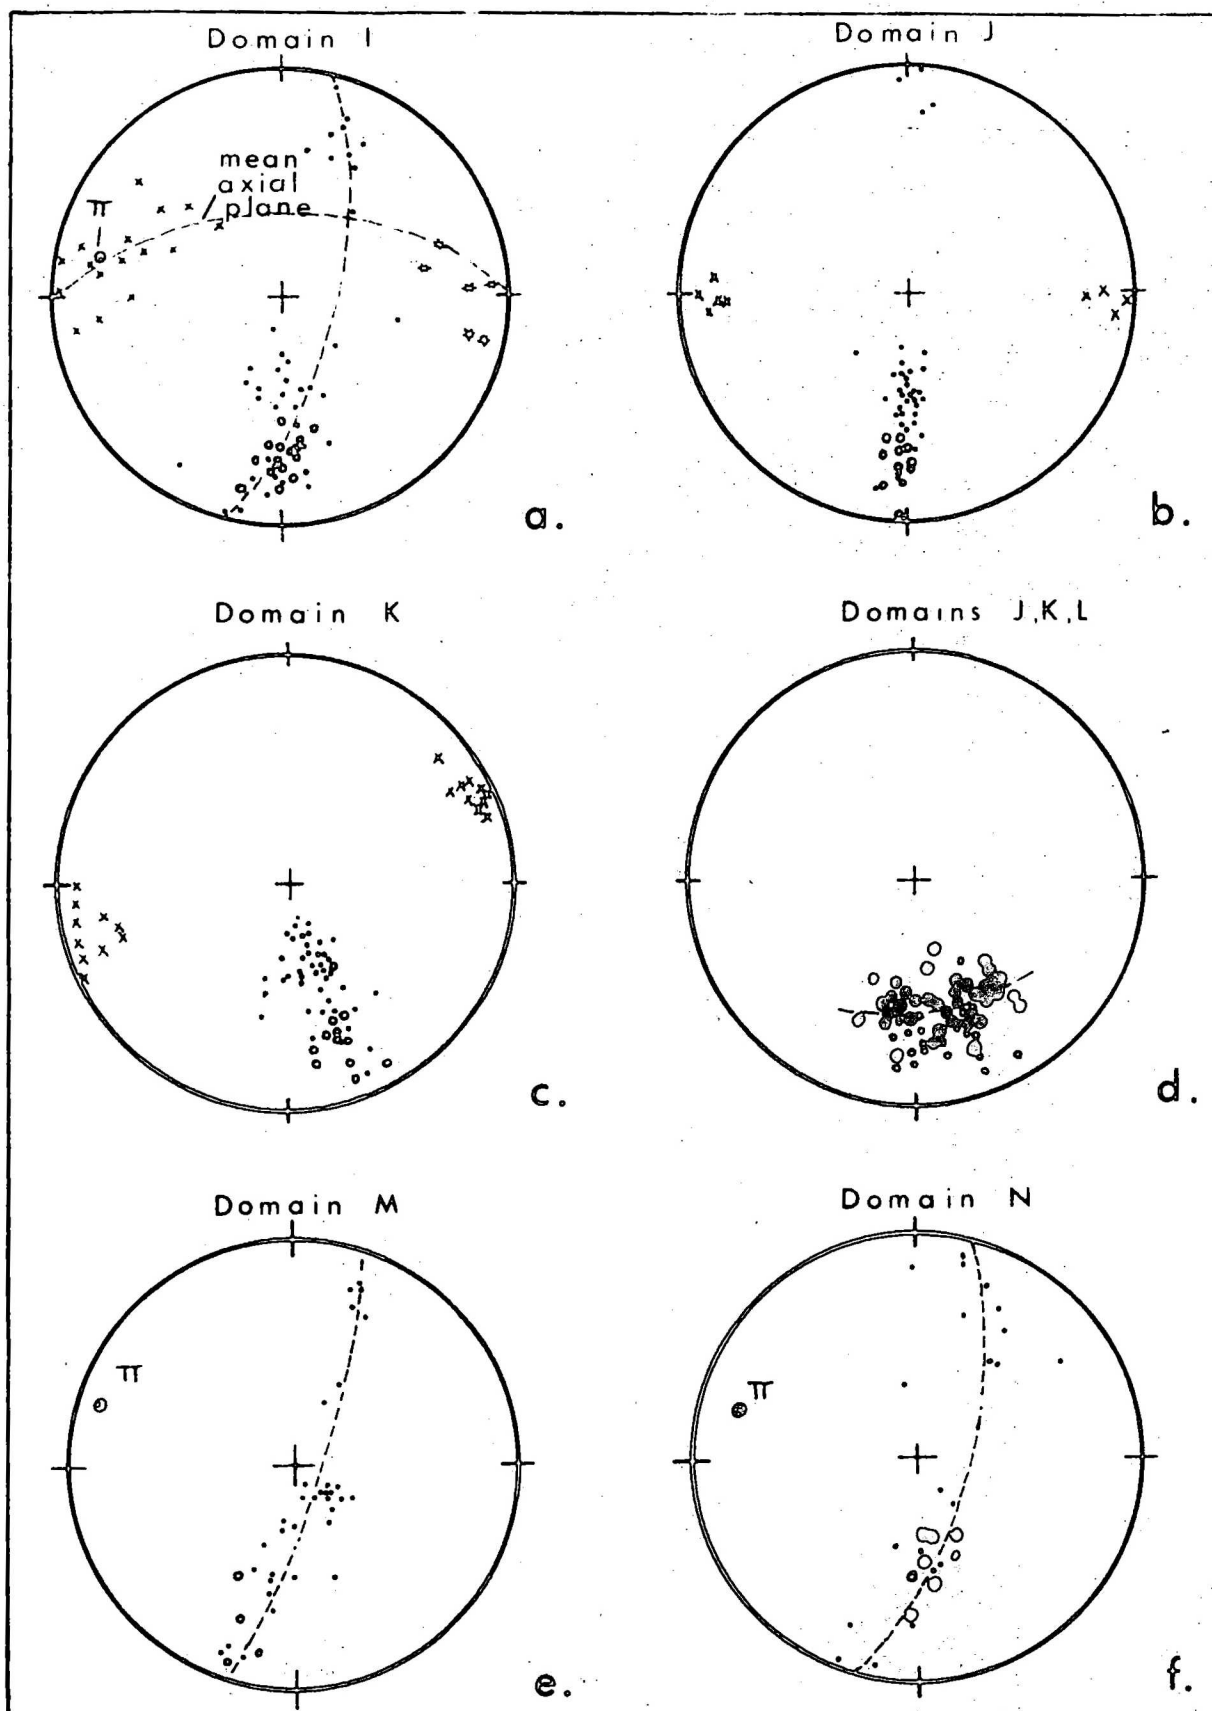 Domain I
Domain J
mean
axial
plane
π
a.
b.
Domain K
Domains J,K,L
c.
d.
Domain M
Domain N
π
π
e.
f.